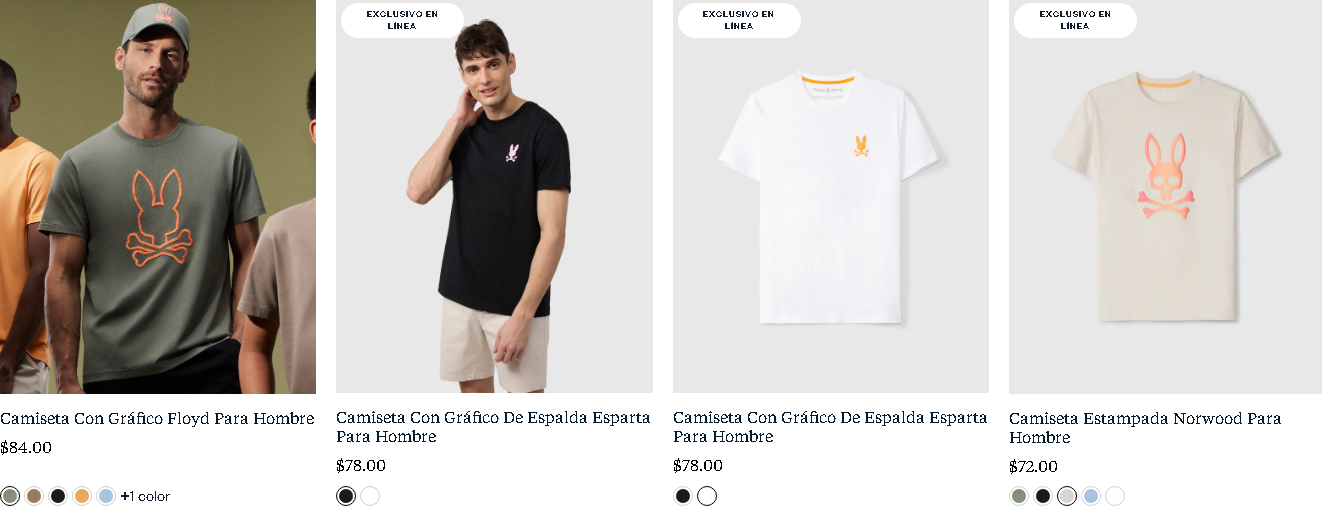 EXCLUSIVO EN
LÍNEA
EXCLUSIVO EN
LÍNEA
EXCLUSIVO EN
LÍNEA
Camiseta Con Gráfico Floyd Para Hombre
$84.00
+1 color
Camiseta Con Gráfico De Espalda Esparta
Para Hombre
$78.00
Camiseta Con Gráfico De Espalda Esparta
Para Hombre
$78.00
Camiseta Estampada Norwood Para
Hombre
$72.00